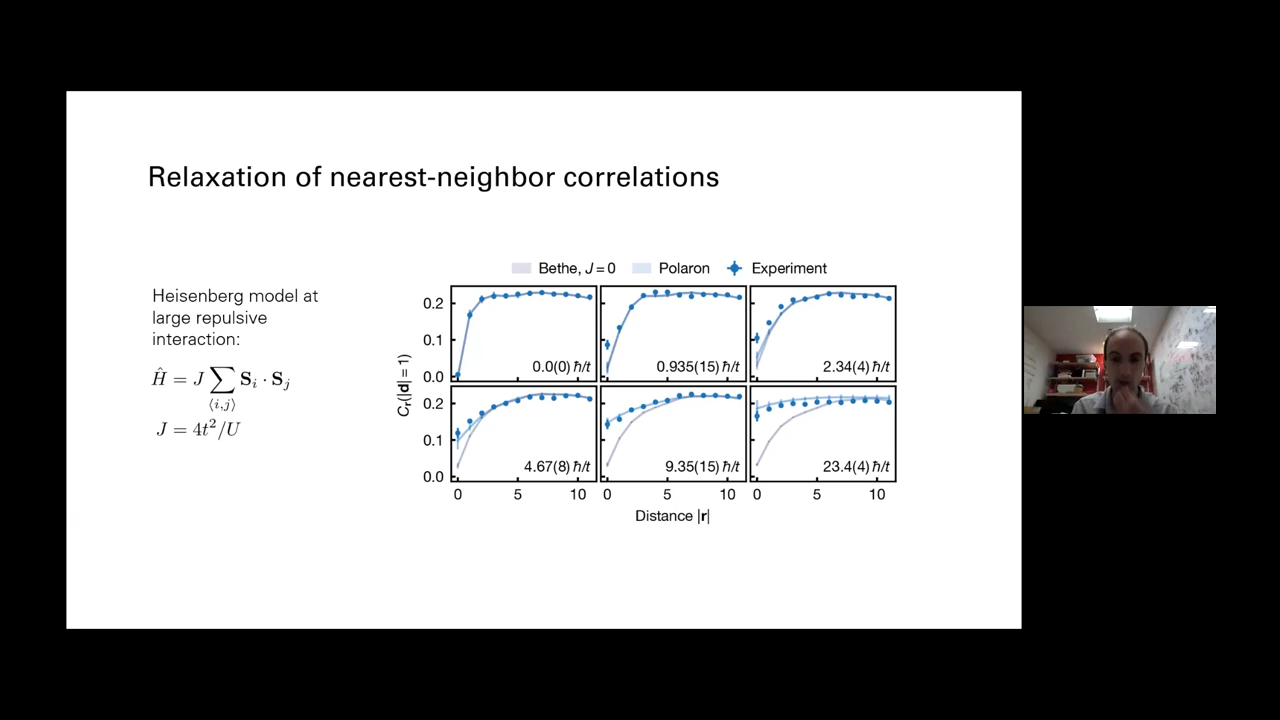 Relaxation of nearest-neighbor correlations
Heisenberg model at
large repulsive
interaction:
Ĥ = J ∑⟨i,j⟩ Sᵢ · Sⱼ
J = 4t²/U
Bethe, J = 0 Polaron Experiment
Cᵣ(|d| = 1)
0.2
0.1
0.0
0.0(0) ħ/t
0.935(15) ħ/t
2.34(4) ħ/t
0.2
0.1
0.0
4.67(8) ħ/t
9.35(15) ħ/t
23.4(4) ħ/t
0 5 10 0 5 10 0 5 10
Distance |r|